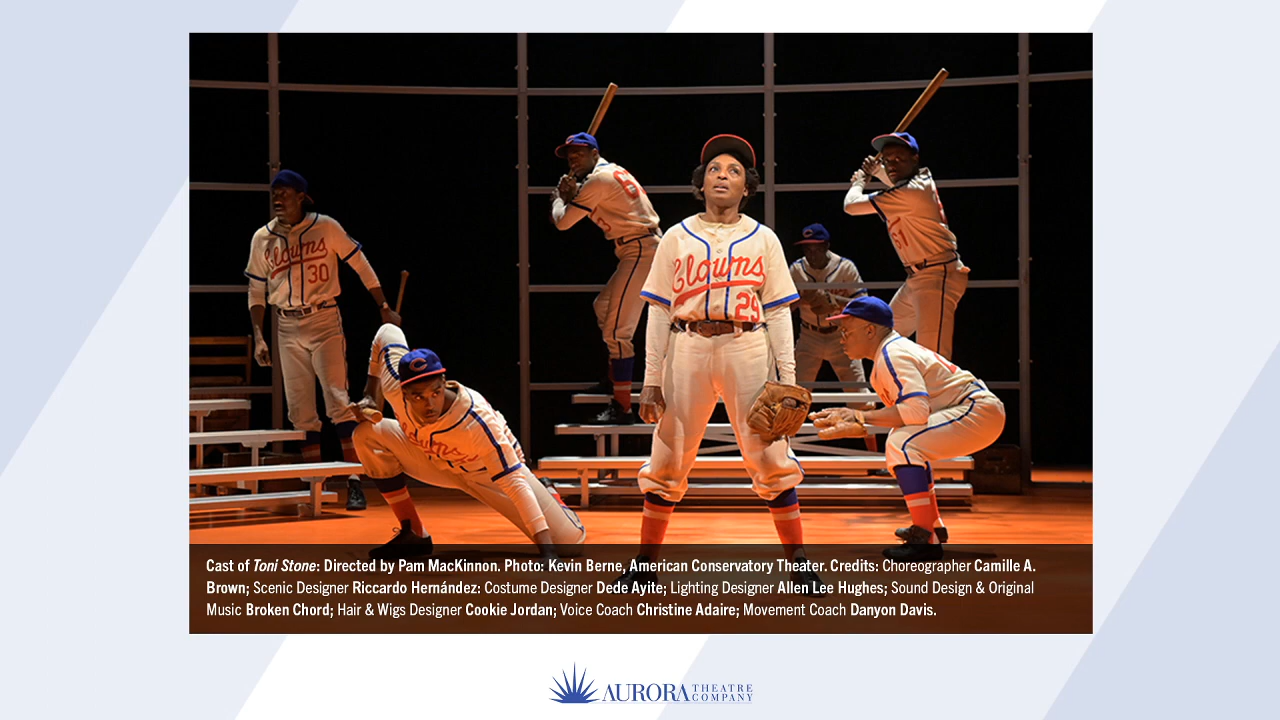 Clowns
30
6
3
Clowns
29
51
C
Cast of Toni Stone: Directed by Pam MacKinnon. Photo: Kevin Berne, American Conservatory Theater. Credits: Choreographer Camille A.
Brown; Scenic Designer Riccardo Hernández: Costume Designer Dede Ayite; Lighting Designer Allen Lee Hughes; Sound Design & Original
Music Broken Chord; Hair & Wigs Designer Cookie Jordan; Voice Coach Christine Adaire; Movement Coach Danyon Davis.
AURORA THEATRE
COMPANY